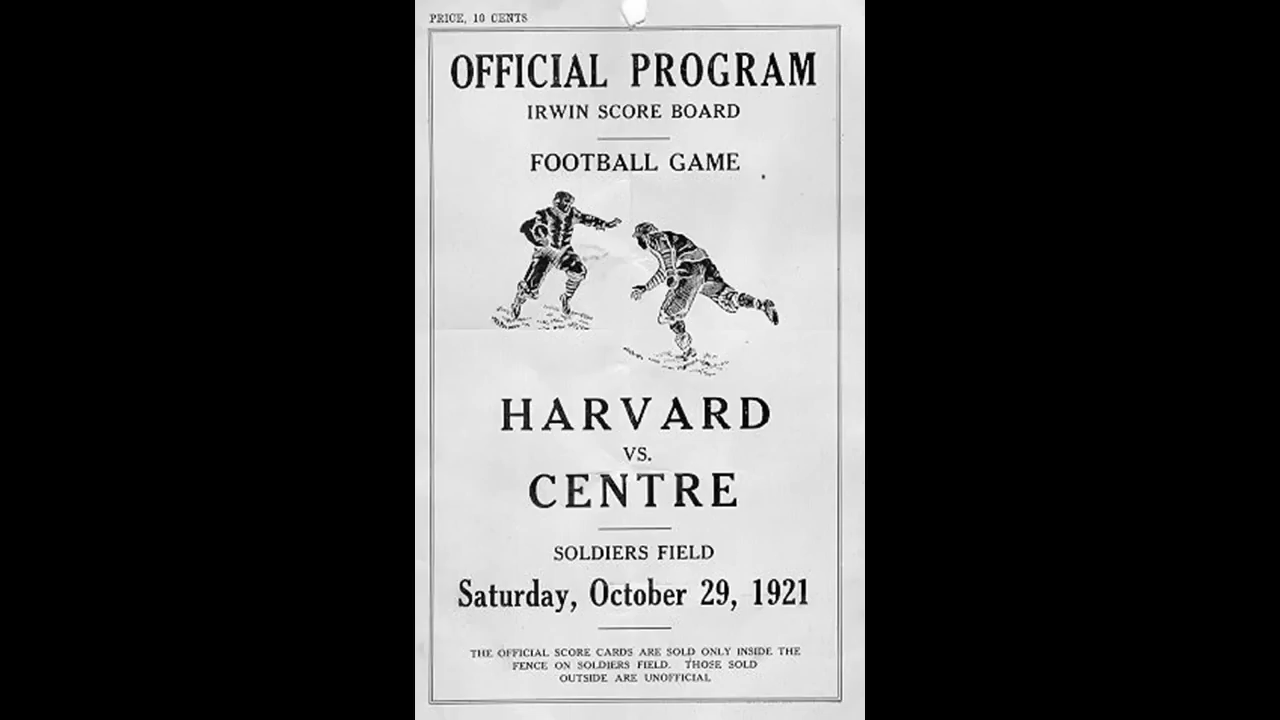 PRICE, 10 CENTS
OFFICIAL PROGRAM
IRWIN SCORE BOARD
FOOTBALL GAME
HARVARD
VS.
CENTRE
SOLDIERS FIELD
Saturday, October 29, 1921
THE OFFICIAL SCORE CARDS ARE SOLD ONLY INSIDE THE
FENCE ON SOLDIERS FIELD. THOSE SOLD
OUTSIDE ARE UNOFFICIAL